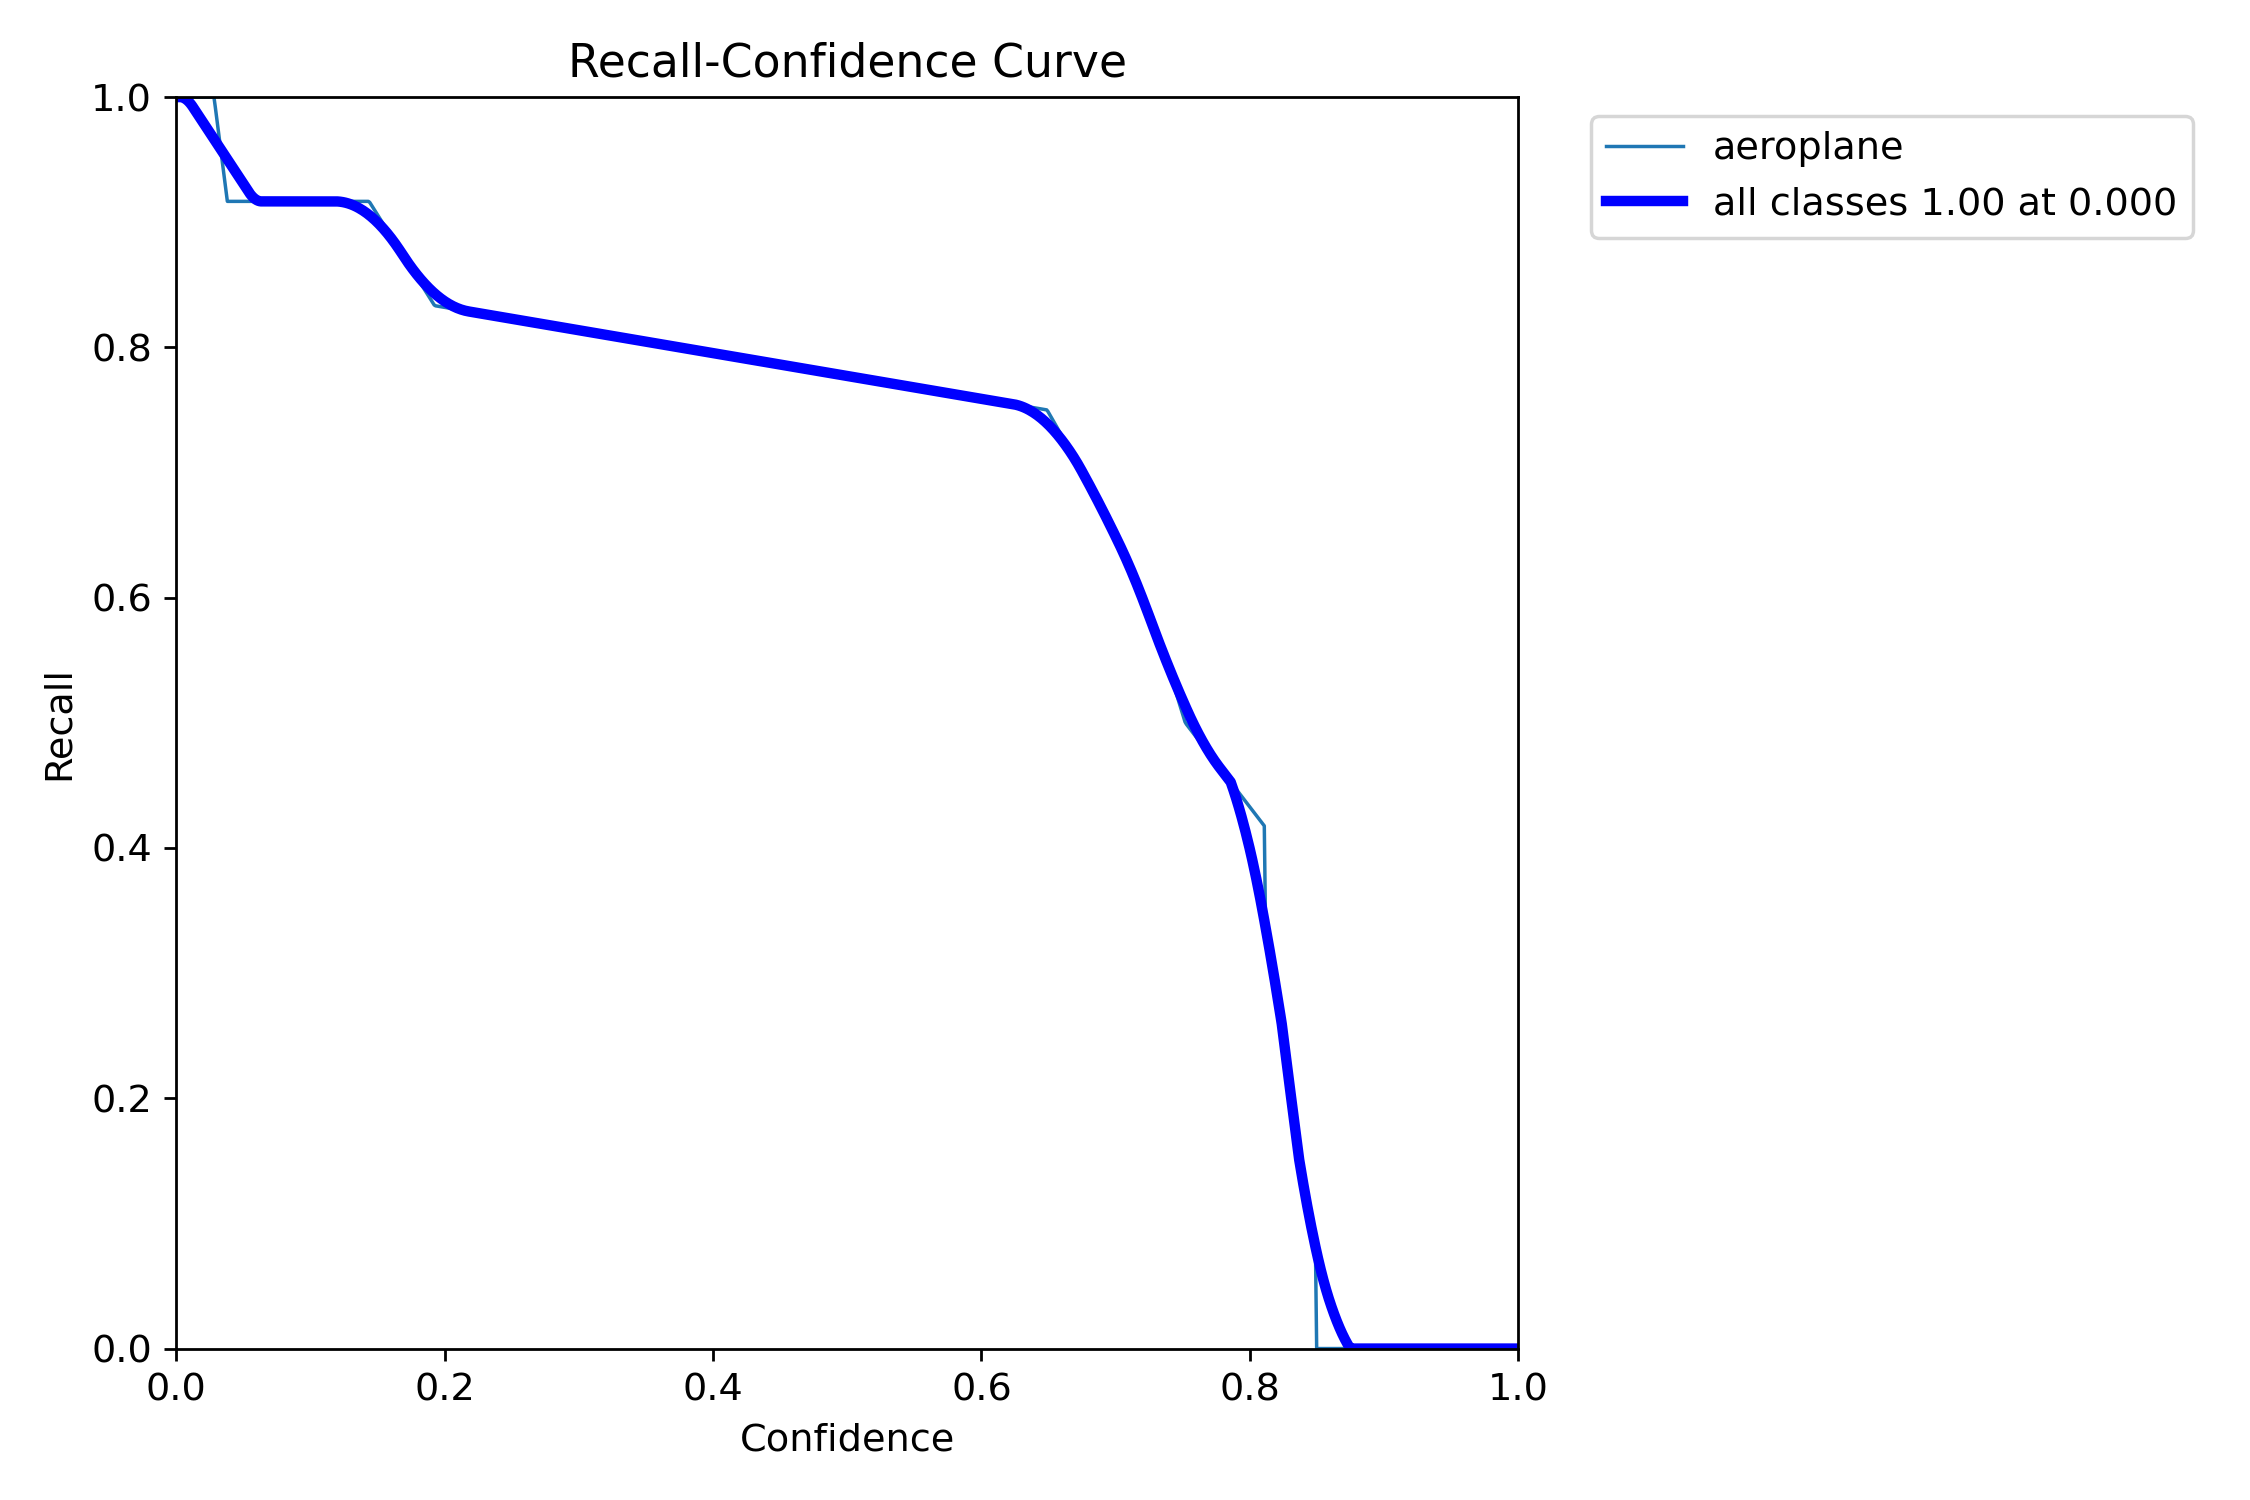 Recall-Confidence Curve
1.0
0.8
0.6
0.4
0.2
0.0
Recall
0.0 0.2 0.4 0.6 0.8 1.0
Confidence
aeroplane
all classes 1.00 at 0.000